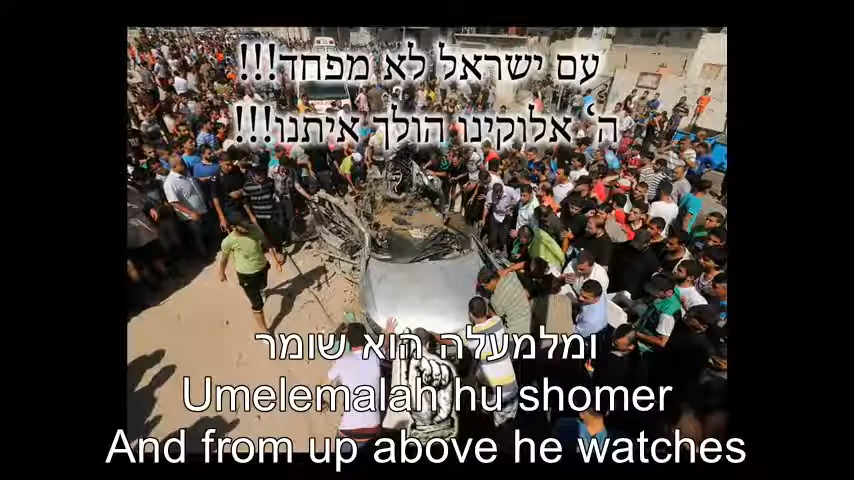 עם ישראל לא מפחד!!!
ה' אלוקינו הולך איתנו!!!
ומלמעלה הוא שומר
Umelemalah hu shomer
And from up above he watches